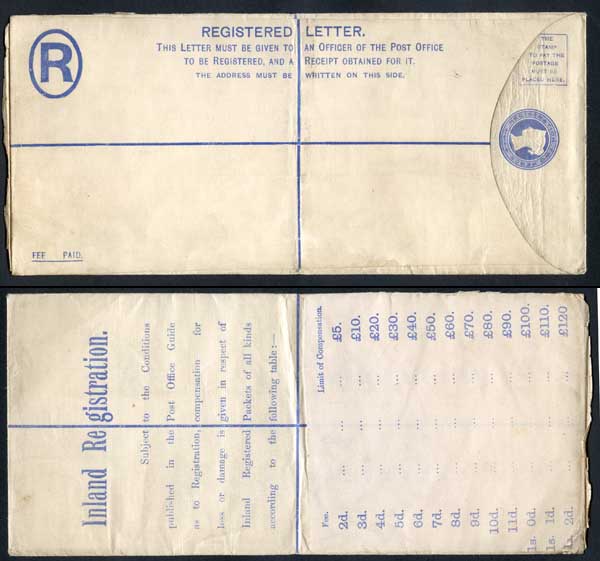 R
REGISTERED LETTER.
THIS LETTER MUST BE GIVEN TO AN OFFICER OF THE POST OFFICE
TO BE REGISTERED, AND A RECEIPT OBTAINED FOR IT.
THE ADDRESS MUST BE WRITTEN ON THIS SIDE.
THE
STAMP
TO PAY THE
POSTAGE
MUST BE
PLACED HERE.
FEE PAID.
Inland Registration.
Subject to the Conditions
published in the Post Office Guide
as to Registration, compensation for
loss or damage is given in respect of
Inland Registered Packets of all kinds
according to the following table:—
Fee. Limit of Compensation.
2d. ... ... £5.
3d. ... ... £10.
4d. ... ... £20.
5d. ... ... £30.
6d. ... ... £40.
7d. ... ... £50.
8d. ... ... £60.
9d. ... ... £70.
10d. ... ... £80.
11d. ... ... £90.
1s. 0d. ... ... £100.
1s. 1d. ... ... £110.
1s. 2d. ... ... £120